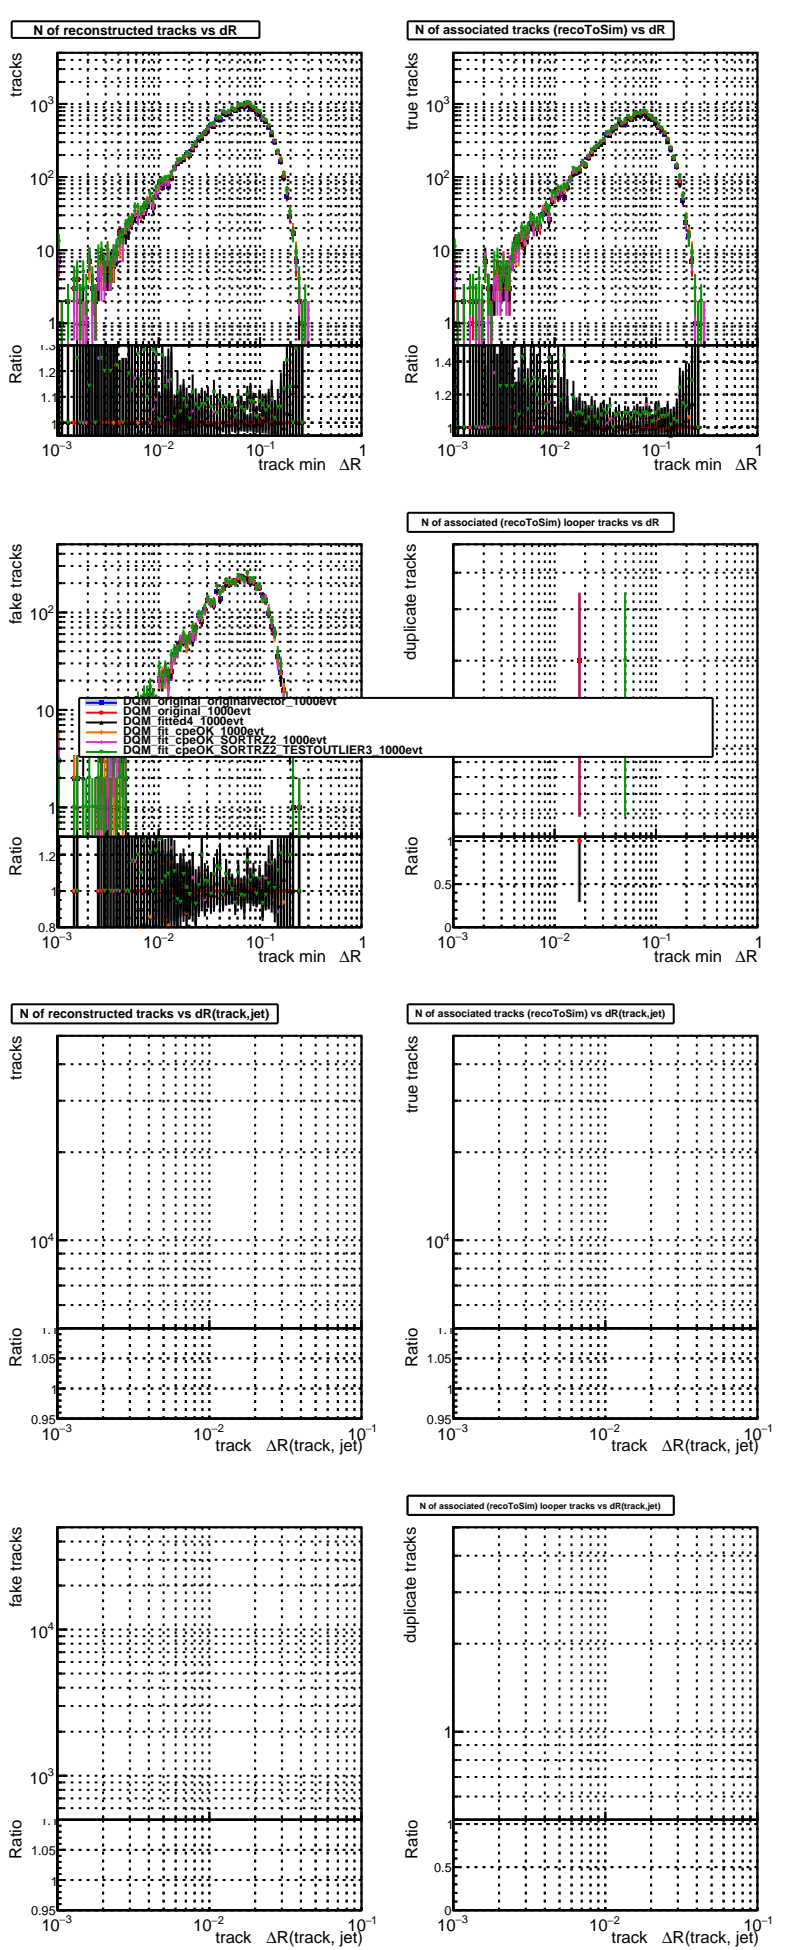 N of reconstructed tracks vs dR
N of associated tracks (recoToSim) vs dR
tracks
10³
10²
10
1
Ratio
1.3
1.2
1.1
1
10⁻³ 10⁻² 10⁻¹ 1
track min ΔR
true tracks
10³
10²
10
1
Ratio
1.4
1.2
1
10⁻³ 10⁻² 10⁻¹ 1
track min ΔR
N of associated (recoToSim) looper tracks vs dR
fake tracks
10²
10
1
Ratio
1.2
1
0.8
10⁻³ 10⁻² 10⁻¹ 1
track min ΔR
duplicate tracks
DQM_original_originalvector_1000evt
DQM_original_1000evt
DQM_fitted4_1000evt
DQM_fit_cpeOK_1000evt
DQM_fit_cpeOK_SORTRZ2_1000evt
DQM_fit_cpeOK_SORTRZ2_TESTOUTLIER3_1000evt
Ratio
1
0.5
0
10⁻³ 10⁻² 10⁻¹ 1
track min ΔR
N of reconstructed tracks vs dR(track,jet)
N of associated tracks (recoToSim) vs dR(track,jet)
tracks
10⁴
Ratio
1.1
1.05
1
0.95
10⁻³ 10⁻² 10⁻¹
track ΔR(track, jet)
true tracks
10⁴
Ratio
1.1
1.05
1
0.95
10⁻³ 10⁻² 10⁻¹
track ΔR(track, jet)
N of associated (recoToSim) looper tracks vs dR(track,jet)
fake tracks
10⁴
10³
Ratio
1.1
1.05
1
0.95
10⁻³ 10⁻² 10⁻¹
track ΔR(track, jet)
duplicate tracks
1
Ratio
1
0.5
0
10⁻³ 10⁻² 10⁻¹
track ΔR(track, jet)